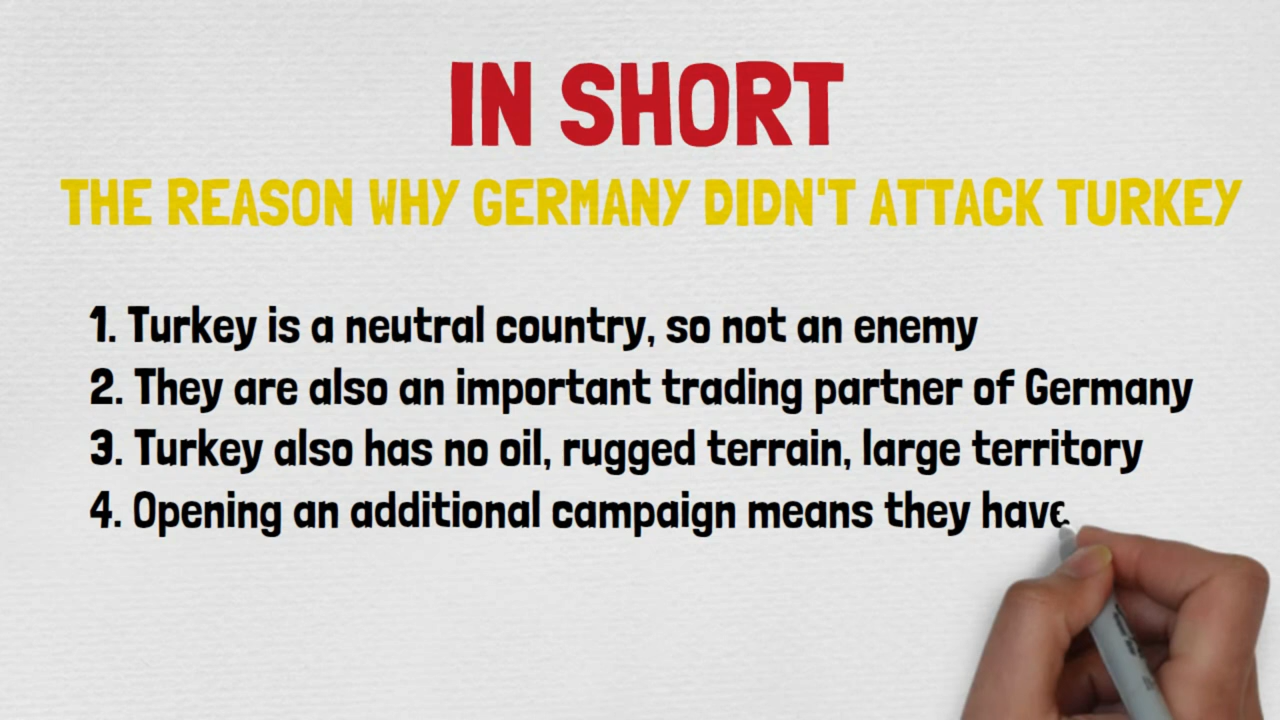 IN SHORT
THE REASON WHY GERMANY DIDN'T ATTACK TURKEY
1. Turkey is a neutral country, so not an enemy
2. They are also an important trading partner of Germany
3. Turkey also has no oil, rugged terrain, large territory
4. Opening an additional campaign means they have